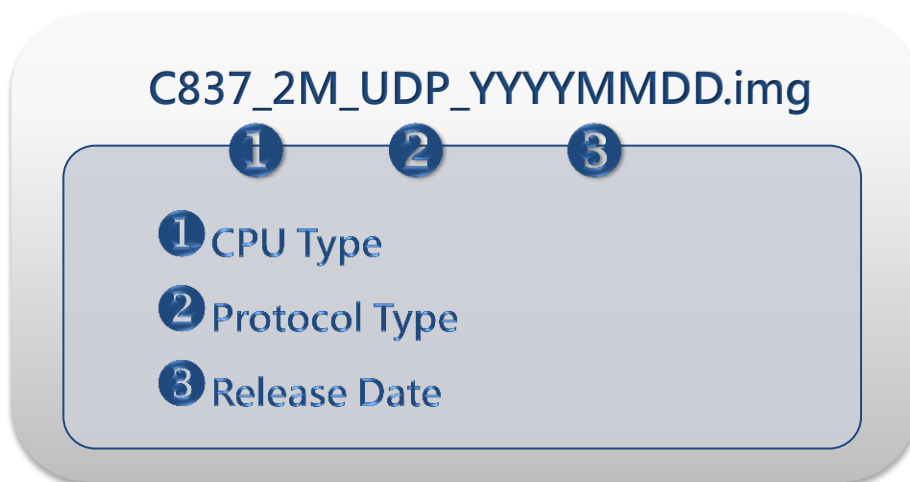 C837_2M_UDP_YYYYMMDD.img
1 2 3
1 CPU Type
2 Protocol Type
3 Release Date